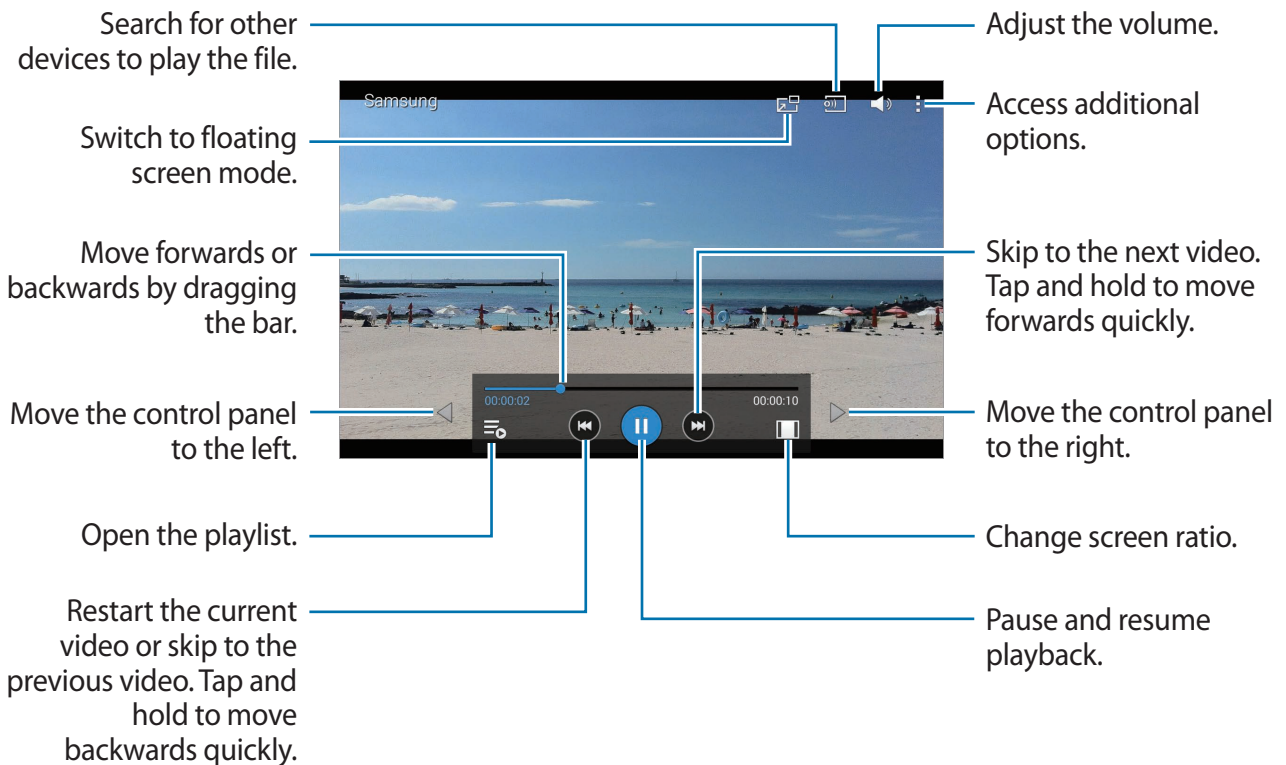 Search for other
devices to play the file.
Switch to floating
screen mode.
Move forwards or
backwards by dragging
the bar.
Move the control panel
to the left.
Open the playlist.
Restart the current
video or skip to the
previous video. Tap and
hold to move
backwards quickly.
Samsung
00:00:02
00:00:10
Adjust the volume.
Access additional
options.
Skip to the next video.
Tap and hold to move
forwards quickly.
Move the control panel
to the right.
Change screen ratio.
Pause and resume
playback.